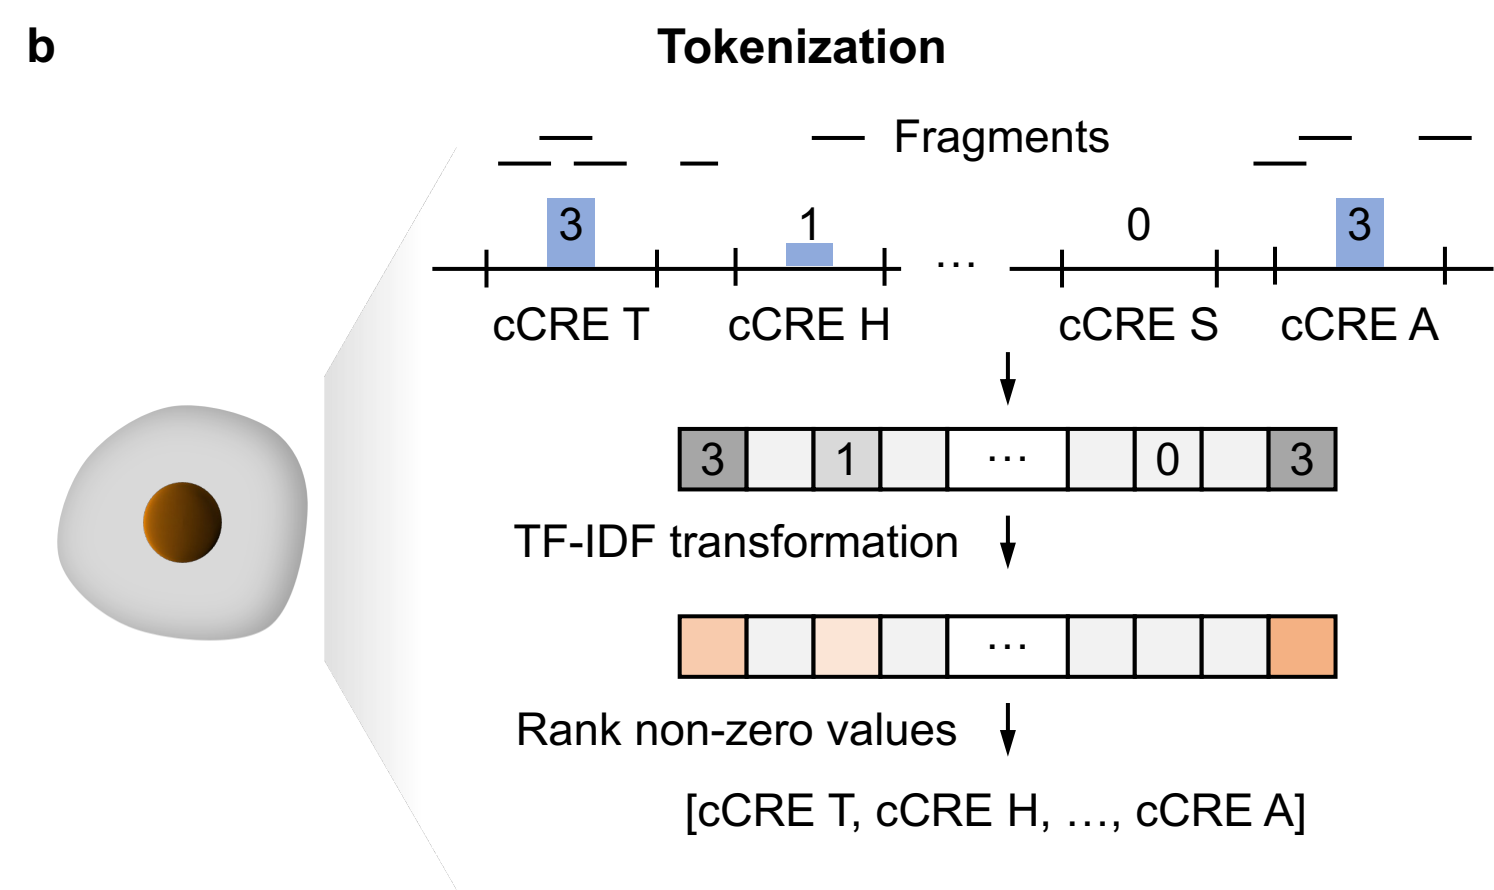 b
Tokenization
Fragments
3 1 0 3
…
cCRE T cCRE H cCRE S cCRE A
3 1 … 0 3
TF-IDF transformation
…
Rank non-zero values
[cCRE T, cCRE H, …, cCRE A]